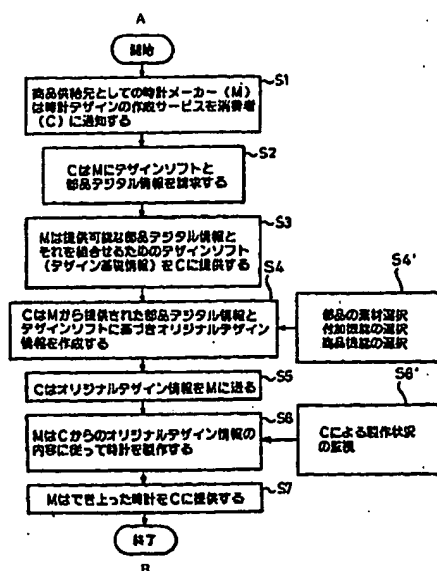 A
開始
S1
商品供給元としての時計メーカー(M)
は時計デザインの作成サービスを消費者
(C)に通知する
S2
CはMにデザインソフトと
部品デジタル情報を請求する
S3
Mは提供可能な部品デジタル情報と
それを組合せるためのデザインソフト
(デザイン基礎情報)をCに提供する
S4
CはMから提供された部品デジタル情報と
デザインソフトに基づきオリジナルデザイン
情報を作成する
S4'
部品の素材選択
付加機能の選択
商品機能の選択
S5
CはオリジナルデザインD情報をMに送る
S6
MはCからのオリジナルデザイン情報の
内容に従って時計を製作する
S6'
Cによる製作状況
の監視
S7
Mはでき上った時計をCに提供する
終了
B